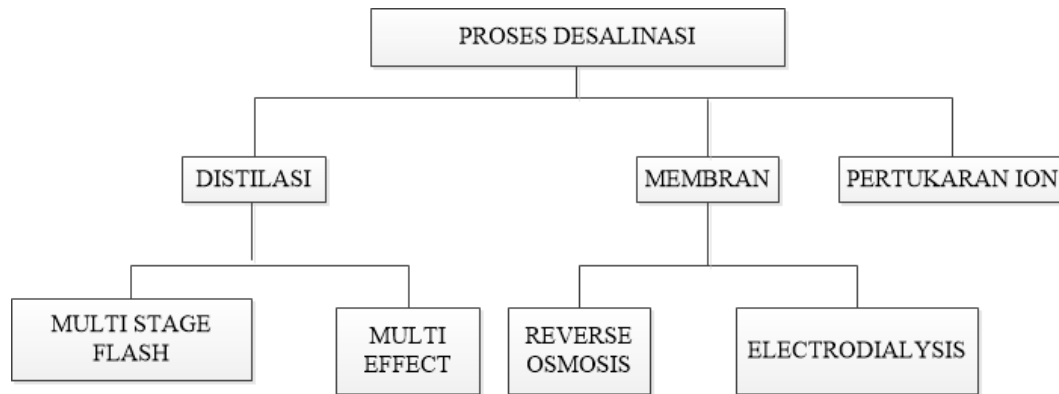 PROSES DESALINASI
DISTILASI
MEMBRAN
PERTUKARAN ION
MULTI STAGE
FLASH
MULTI
EFFECT
REVERSE
OSMOSIS
ELECTRODIALYSIS